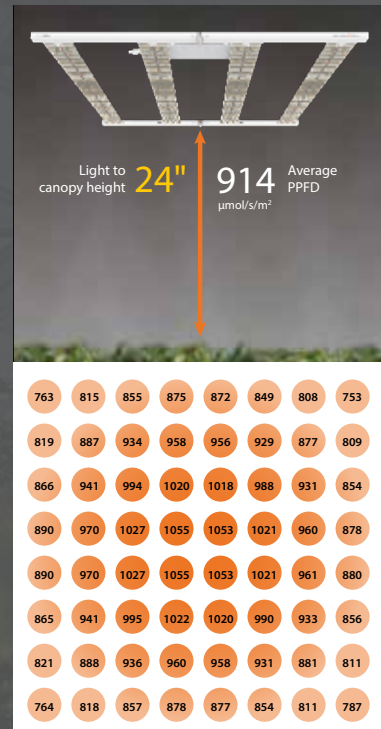 Light to
canopy height
24"
914
µmol/s/m²
Average
PPFD
763 815 855 875 872 849 808 753
819 887 934 958 956 929 877 809
866 941 994 1020 1018 988 931 854
890 970 1027 1055 1053 1021 960 878
890 970 1027 1055 1053 1021 961 880
865 941 995 1022 1020 990 933 856
821 888 936 960 958 931 881 811
764 818 857 878 877 854 811 787